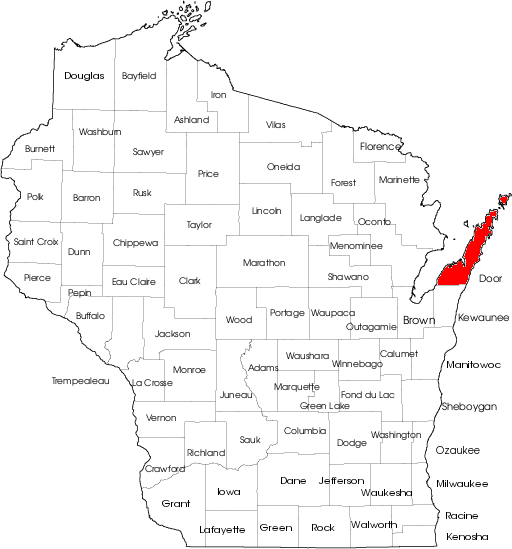 Douglas
Bayfield
Iron
Ashland
Vilas
Washburn
Burnett
Sawyer
Florence
Oneida
Price
Forest
Marinette
Polk
Barron
Rusk
Lincoln
Langlade
Oconto
Taylor
Saint Croix
Dunn
Chippewa
Menominee
Marathon
Pierce
Eau Claire
Clark
Shawano
Door
Pepin
Buffalo
Wood
Portage
Waupaca
Outagamie
Brown
Kewaunee
Jackson
Trempealeau
La Crosse
Monroe
Adams
Waushara
Winnebago
Calumet
Manitowoc
Juneau
Marquette
Green Lake
Fond du Lac
Sheboygan
Vernon
Sauk
Columbia
Dodge
Washington
Ozaukee
Richland
Crawford
Grant
Iowa
Dane
Jefferson
Waukesha
Milwaukee
Lafayette
Green
Rock
Walworth
Racine
Kenosha